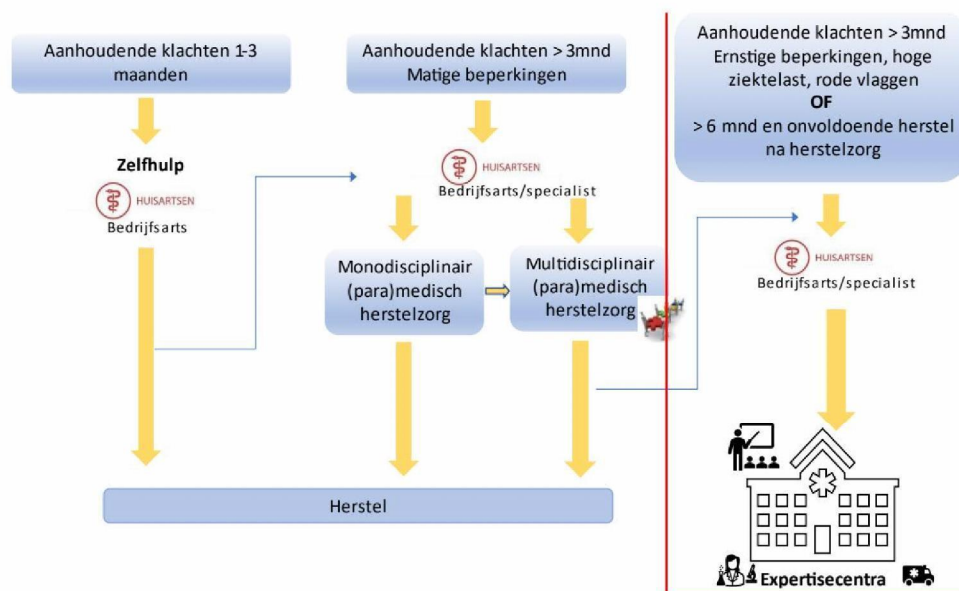 Aanhoudende klachten 1-3
maanden
Zelfhulp
HUISARTSEN
Bedrijfsarts
Aanhoudende klachten > 3mnd
Matige beperkingen
HUISARTSEN
Bedrijfsarts/specialist
Monodisciplinair
(para)medisch
herstelzorg
Multidisciplinair
(para)medisch
herstelzorg
Herstel
Aanhoudende klachten > 3mnd
Ernstige beperkingen, hoge
ziektelast, rode vlaggen
OF
> 6 mnd en onvoldoende herstel
na herstelzorg
HUISARTSEN
Bedrijfsarts/specialist
Expertisecentra